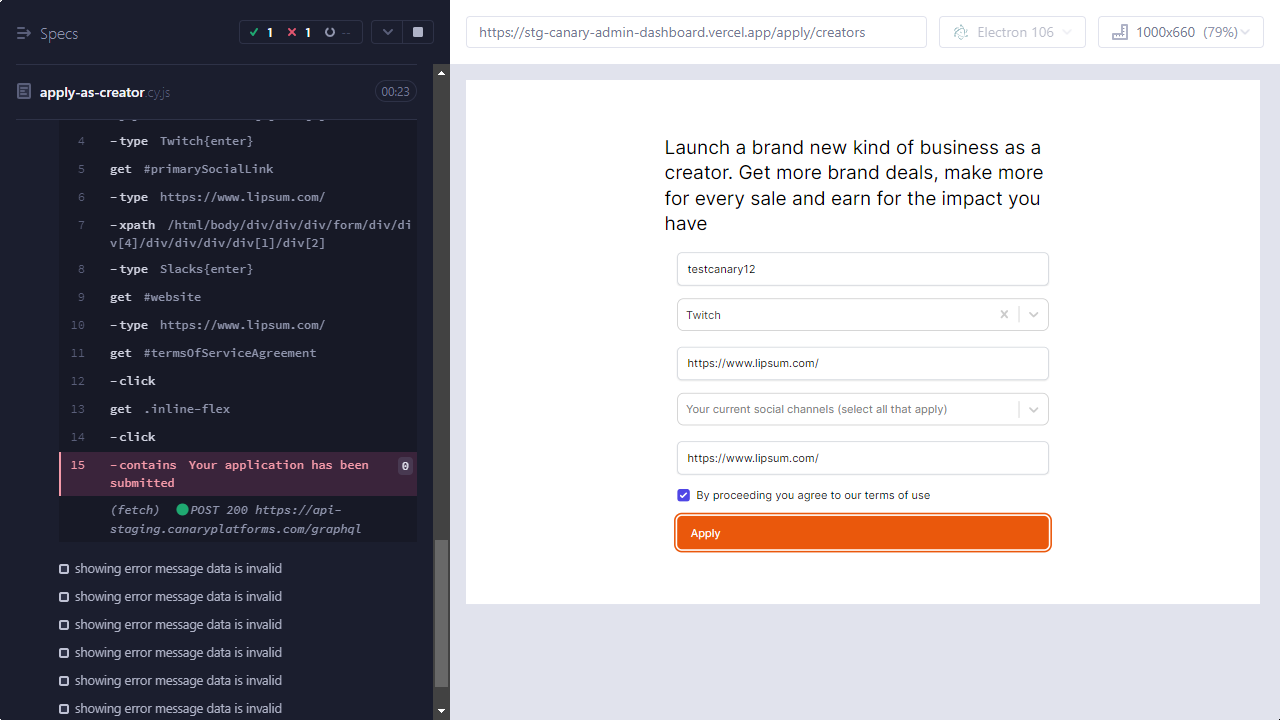 Specs
1
1
--
apply-as-creator.cy.js
00:23
4 -type Twitch{enter}
5 get #primarySocialLink
6 -type https://www.lipsum.com/
7 -xpath /html/body/div/div/div/form/div/di
v[4]/div/div/div/div[1]/div[2]
8 -type Slacks{enter}
9 get #website
10 -type https://www.lipsum.com/
11 get #termsOfServiceAgreement
12 -click
13 get .inline-flex
14 -click
15 -contains Your application has been 0
submitted
(fetch) POST 200 https://api-
staging.canaryplatforms.com/graphql
showing error message data is invalid
showing error message data is invalid
showing error message data is invalid
showing error message data is invalid
showing error message data is invalid
showing error message data is invalid
https://stg-canary-admin-dashboard.vercel.app/apply/creators
Electron 106
1000x660 (79%)
Launch a brand new kind of business as a
creator. Get more brand deals, make more
for every sale and earn for the impact you
have
testcanary12
Twitch
https://www.lipsum.com/
Your current social channels (select all that apply)
https://www.lipsum.com/
By proceeding you agree to our terms of use
Apply